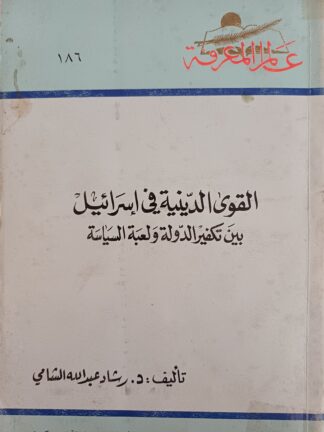 عالم المعرفة
١٨٦
القوى الدينية في إسرائيل
بين تكفير الدولة ولعبة السياسة
تأليف: د. رشاد عبدالله الشامي